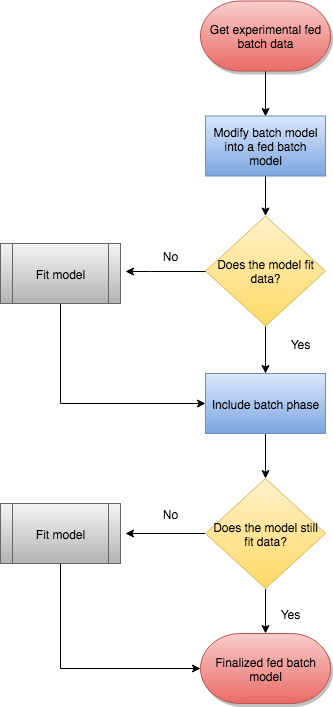 Get experimental fed
batch data
Modify batch model
into a fed batch
model
Does the model fit
data?
No
Fit model
Yes
Include batch phase
Does the model still
fit data?
No
Fit model
Yes
Finalized fed batch
model